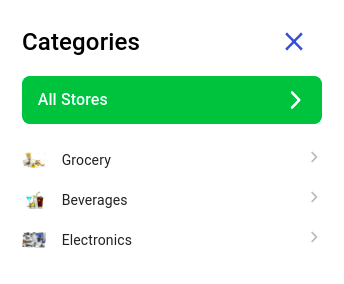 Categories
All Stores
Grocery
Beverages
Electronics